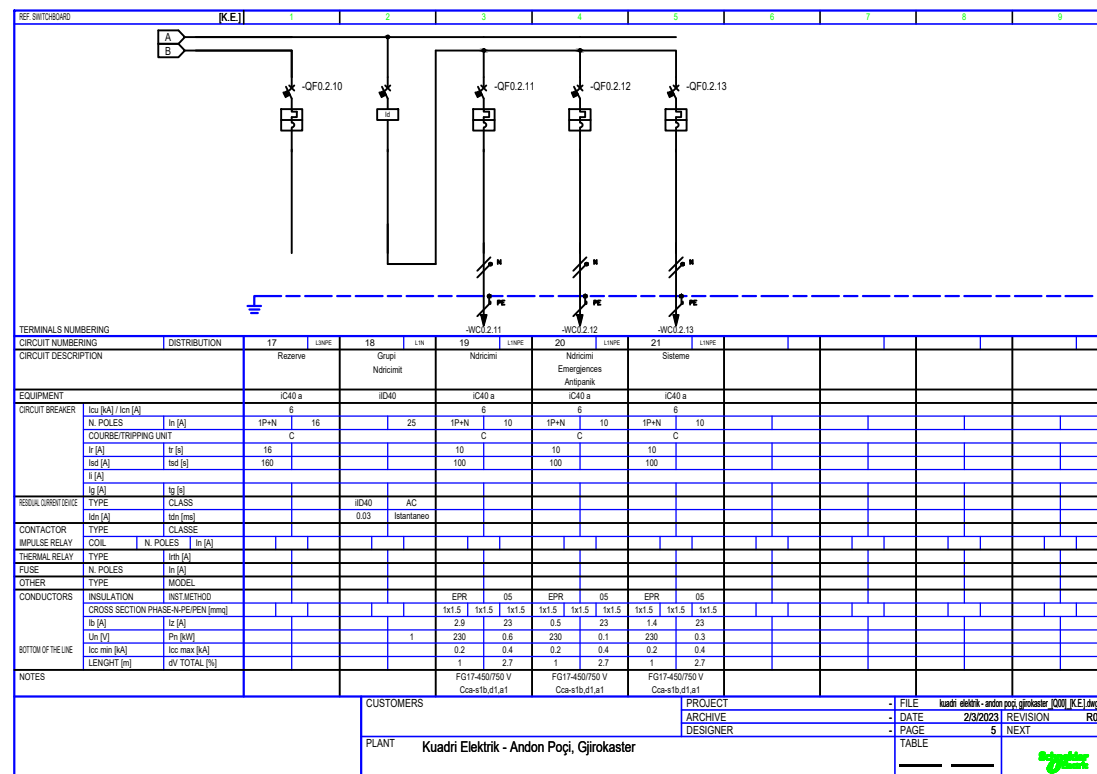 REF. SWITCHBOARD [K.E.] 1 2 3 4 5 6 7 8 9
A
B
-QF0.2.10 -QF0.2.11 -QF0.2.12 -QF0.2.13
Id
N N N
PE PE PE
TERMINALS NUMBERING -WC0.2.11 -WC0.2.12 -WC0.2.13
CIRCUIT NUMBERING DISTRIBUTION 17 L3NPE 18 L1N 19 L1NPE 20 L1NPE 21 L1NPE
CIRCUIT DESCRIPTION Rezerve Grupi Ndricimi Ndricimi Sisteme
Ndricimit Emergjences
Antipanik
EQUIPMENT iC40 a iID40 iC40 a iC40 a iC40 a
CIRCUIT BREAKER Icu [kA] / Icn [A] 6 6 6 6
N. POLES In [A] 1P+N 16 25 1P+N 10 1P+N 10 1P+N 10
COURBE/TRIPPING UNIT C C C C
Ir [A] tr [s] 16 10 10 10
Isd [A] tsd [s] 160 100 100 100
Ii [A]
Ig [A] tg [s]
RESIDUAL CURRENT DEVICE TYPE CLASS iID40 AC
Idn [A] tdn [ms] 0.03 Istantaneo
CONTACTOR TYPE CLASSE
IMPULSE RELAY COIL N. POLES In [A]
THERMAL RELAY TYPE Irth [A]
FUSE N. POLES In [A]
OTHER TYPE MODEL
CONDUCTORS INSULATION INST.METHOD EPR 05 EPR 05 EPR 05
CROSS SECTION PHASE-N-PE/PEN [mmq] 1x1.5 1x1.5 1x1.5 1x1.5 1x1.5 1x1.5 1x1.5 1x1.5 1x1.5
Ib [A] Iz [A] 2.9 23 0.5 23 1.4 23
Un [V] Pn [kW] 1 230 0.6 230 0.1 230 0.3
BOTTOM OF THE LINE Icc min [kA] Icc max [kA] 0.2 0.4 0.2 0.4 0.2 0.4
LENGHT [m] dV TOTAL [%] 1 2.7 1 2.7 1 2.7
NOTES FG17-450/750 V FG17-450/750 V FG17-450/750 V
Cca-s1b,d1,a1 Cca-s1b,d1,a1 Cca-s1b,d1,a1
CUSTOMERS PROJECT - FILE kuadri elektrik - andon poçi, gjirokaster_[Q00]_[K.E.].dwg
ARCHIVE - DATE 2/3/2023 REVISION R0
DESIGNER - PAGE 5 NEXT
PLANT Kuadri Elektrik - Andon Poçi, Gjirokaster TABLE
Schneider
Electric